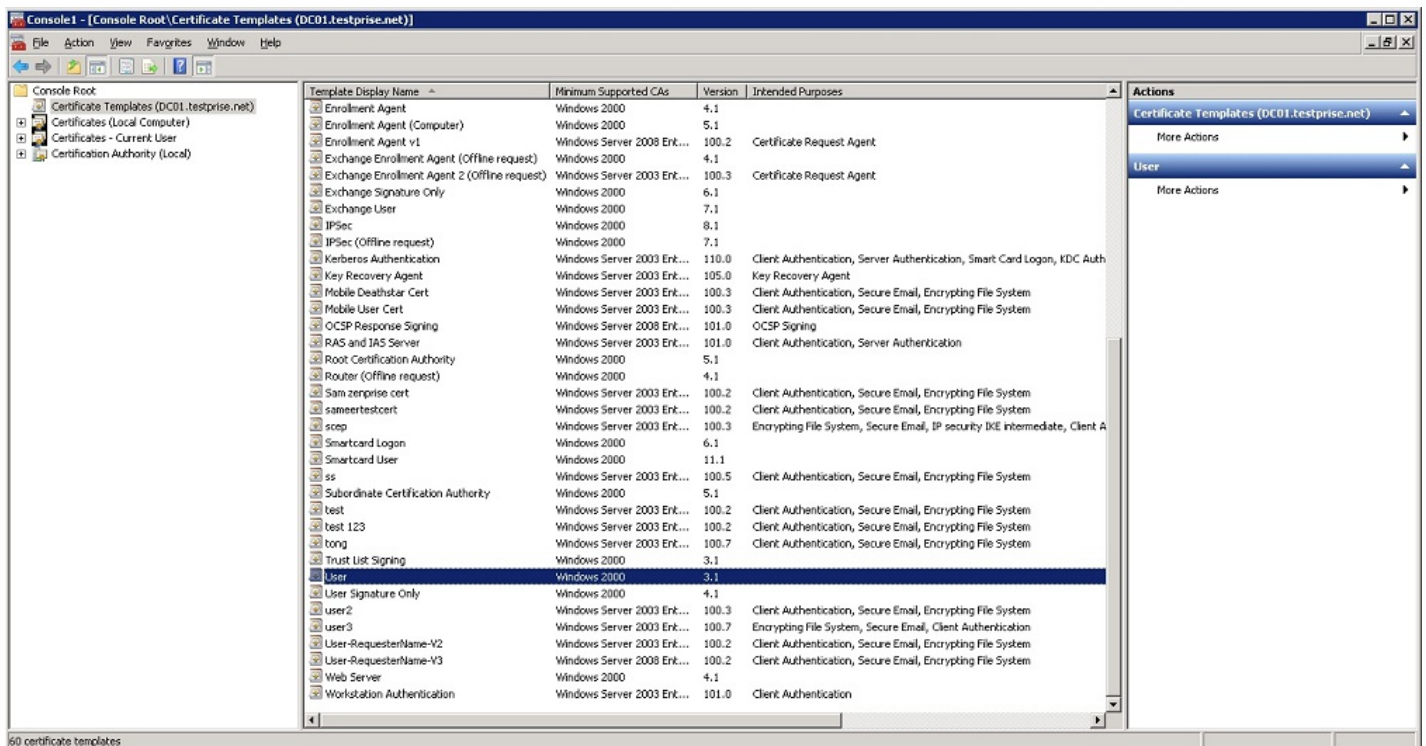 Console1 - [Console Root\Certificate Templates (DC01.testprise.net)]
File Action View Favorites Window Help
Console Root
Certificate Templates (DC01.testprise.net)
Certificates (Local Computer)
Certificates - Current User
Certification Authority (Local)
Template Display Name Minimum Supported CAs Version Intended Purposes
Enrollment Agent Windows 2000 4.1
Enrollment Agent (Computer) Windows 2000 5.1
Enrollment Agent v1 Windows Server 2008 Ent... 100.2 Certificate Request Agent
Exchange Enrollment Agent (Offline request) Windows 2000 4.1
Exchange Enrollment Agent 2 (Offline request) Windows Server 2003 Ent... 100.3 Certificate Request Agent
Exchange Signature Only Windows 2000 6.1
Exchange User Windows 2000 7.1
IPSec Windows 2000 8.1
IPSec (Offline request) Windows 2000 7.1
Kerberos Authentication Windows Server 2003 Ent... 110.0 Client Authentication, Server Authentication, Smart Card Logon, KDC Auth
Key Recovery Agent Windows Server 2003 Ent... 105.0 Key Recovery Agent
Mobile Deathstar Cert Windows Server 2003 Ent... 100.3 Client Authentication, Secure Email, Encrypting File System
Mobile User Cert Windows Server 2003 Ent... 100.3 Client Authentication, Secure Email, Encrypting File System
OCSP Response Signing Windows Server 2008 Ent... 101.0 OCSP Signing
RAS and IAS Server Windows Server 2003 Ent... 101.0 Client Authentication, Server Authentication
Root Certification Authority Windows 2000 5.1
Router (Offline request) Windows 2000 4.1
Sam zenprise cert Windows Server 2003 Ent... 100.2 Client Authentication, Secure Email, Encrypting File System
sameertestcert Windows Server 2003 Ent... 100.2 Client Authentication, Secure Email, Encrypting File System
scep Windows Server 2003 Ent... 100.3 Encrypting File System, Secure Email, IP security IKE intermediate, Client A
Smartcard Logon Windows 2000 6.1
Smartcard User Windows 2000 11.1
ss Windows Server 2003 Ent... 100.5 Client Authentication, Secure Email, Encrypting File System
Subordinate Certification Authority Windows 2000 5.1
test Windows Server 2003 Ent... 100.2 Client Authentication, Secure Email, Encrypting File System
test 123 Windows Server 2003 Ent... 100.2 Client Authentication, Secure Email, Encrypting File System
tong Windows Server 2003 Ent... 100.7 Client Authentication, Secure Email, Encrypting File System
Trust List Signing Windows 2000 3.1
User Windows 2000 3.1
User Signature Only Windows 2000 4.1
user2 Windows Server 2003 Ent... 100.3 Client Authentication, Secure Email, Encrypting File System
user3 Windows Server 2003 Ent... 100.7 Encrypting File System, Secure Email, Client Authentication
User-RequesterName-V2 Windows Server 2003 Ent... 100.2 Client Authentication, Secure Email, Encrypting File System
User-RequesterName-V3 Windows Server 2008 Ent... 100.2 Client Authentication, Secure Email, Encrypting File System
Web Server Windows 2000 4.1
Workstation Authentication Windows Server 2003 Ent... 101.0 Client Authentication
Actions
Certificate Templates (DC01.testprise.net)
More Actions
User
More Actions
60 certificate templates